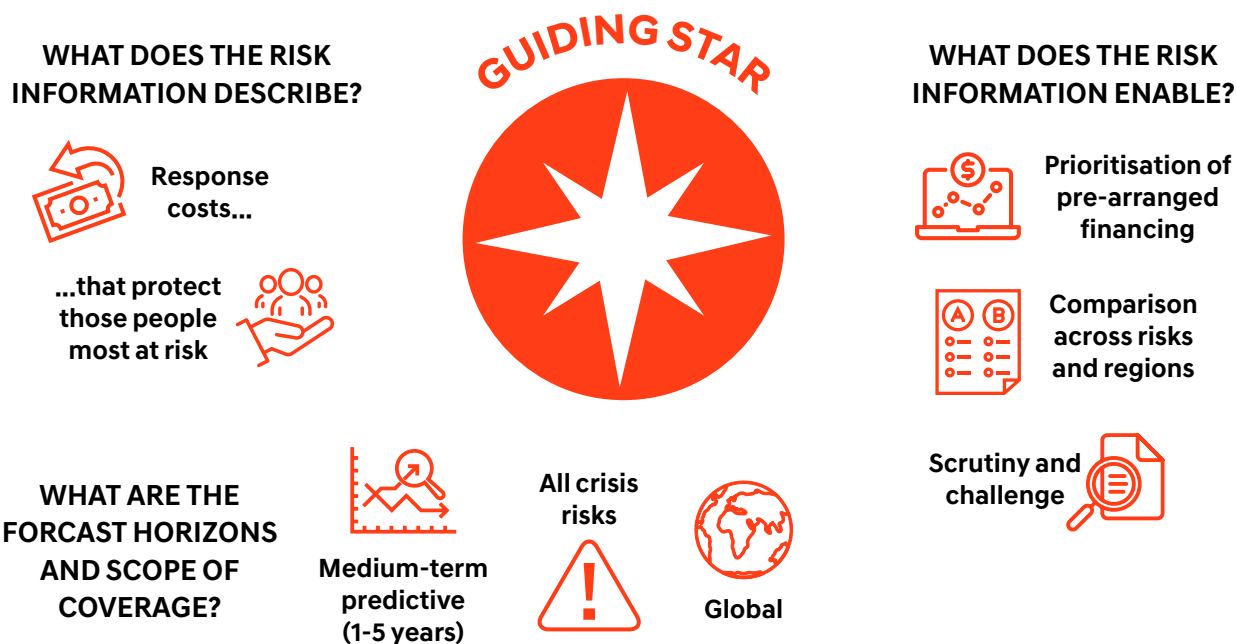 GUIDING STAR
WHAT DOES THE RISK
INFORMATION DESCRIBE?
Response
costs...
...that protect
those people
most at risk
WHAT DOES THE RISK
INFORMATION ENABLE?
$
Prioritisation of
pre-arranged
financing
A B
Comparison
across risks
and regions
Scrutiny and
challenge
WHAT ARE THE
FORCAST HORIZONS
AND SCOPE OF
COVERAGE?
Medium-term
predictive
(1-5 years)
All crisis
risks
!
Global